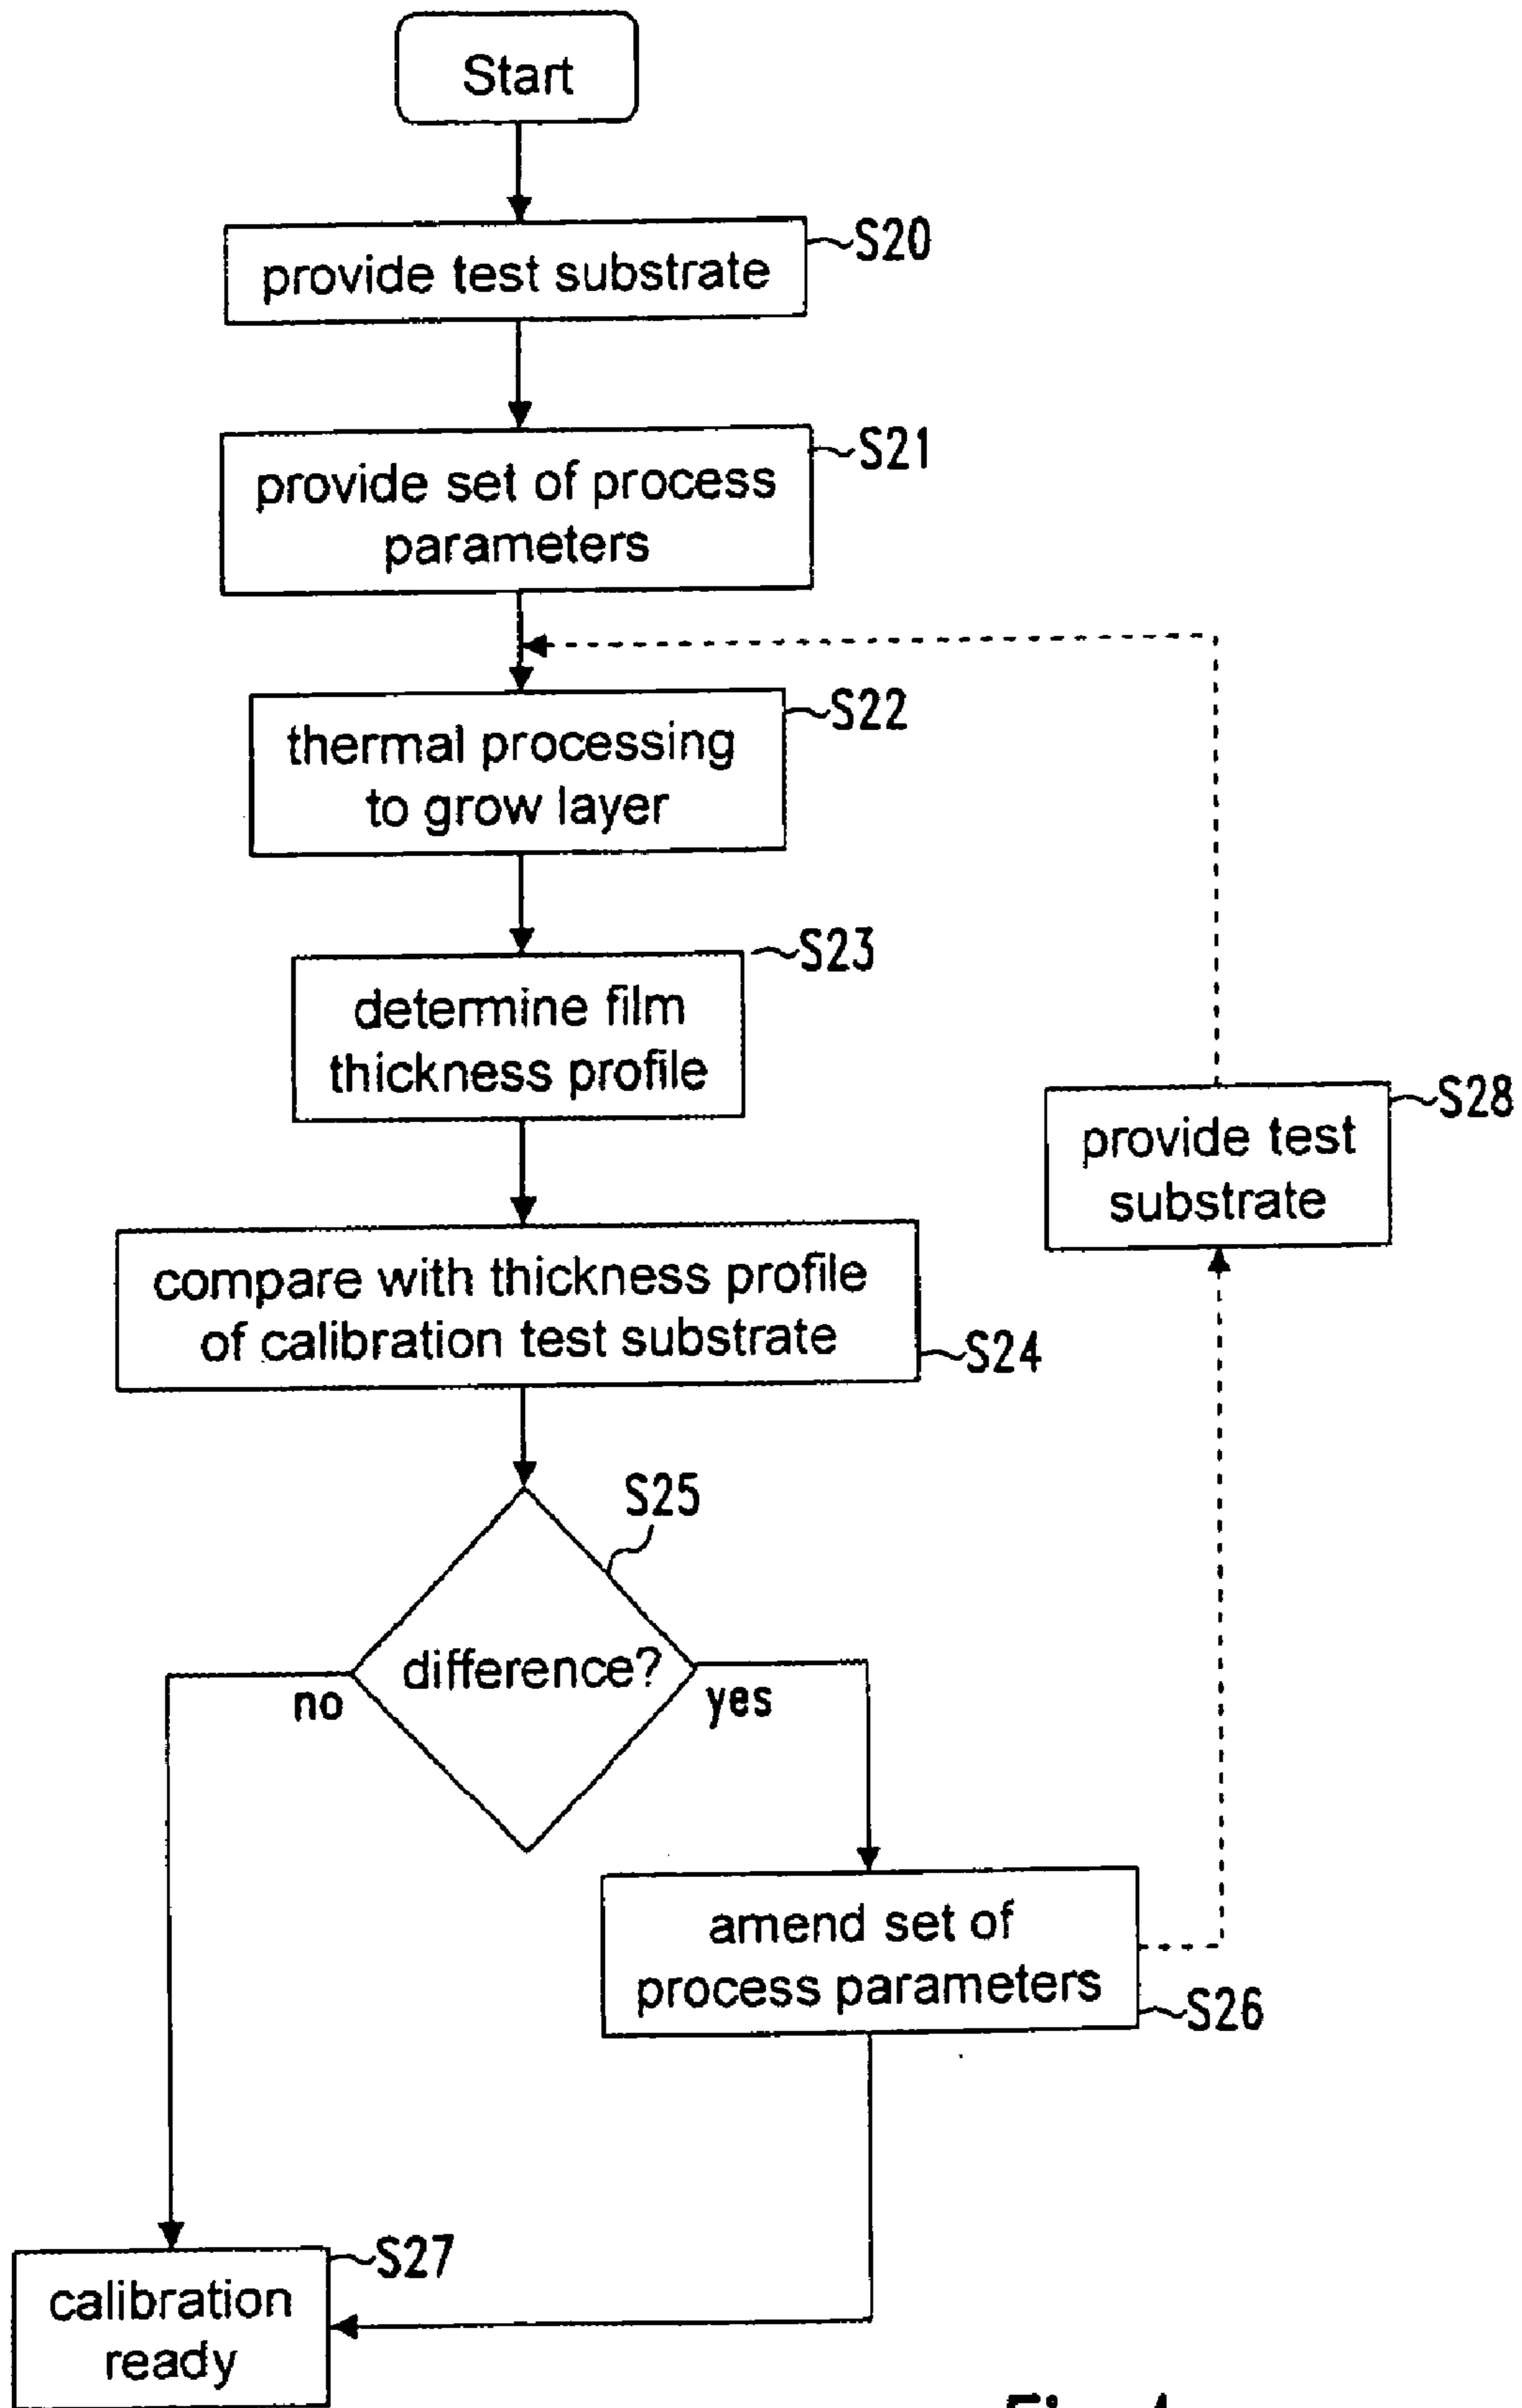 Start
provide test substrate
S20
provide set of process
parameters
S21
thermal processing
to grow layer
S22
determine film
thickness profile
S23
provide test
substrate
S28
compare with thickness profile
of calibration test substrate
S24
S25
difference?
no
yes
amend set of
process parameters
S26
calibration
ready
S27